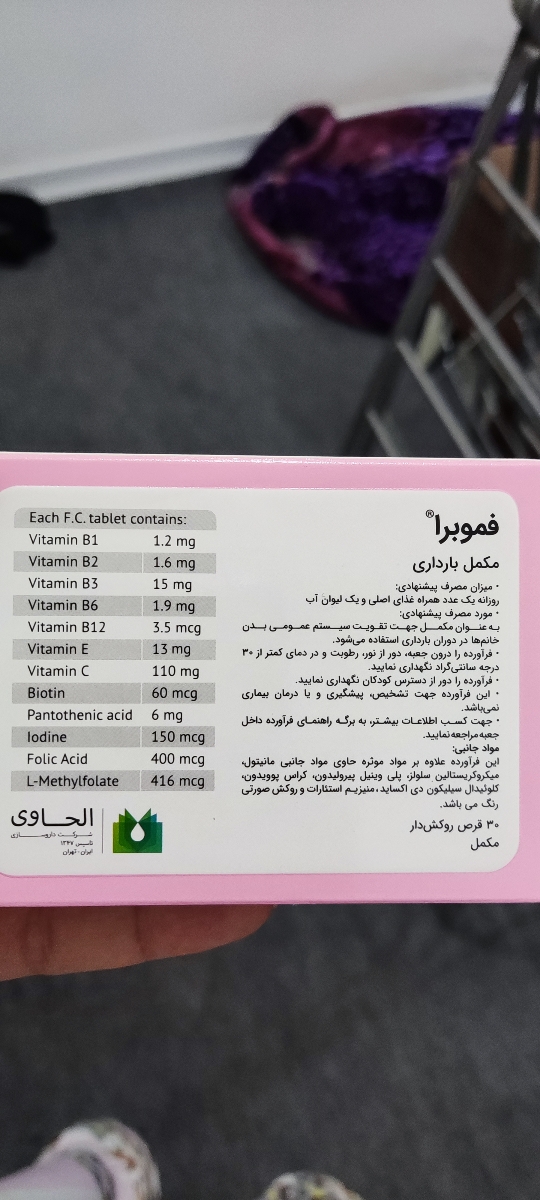 Each F.C. tablet contains:
Vitamin B1 1.2 mg
Vitamin B2 1.6 mg
Vitamin B3 15 mg
Vitamin B6 1.9 mg
Vitamin B12 3.5 mcg
Vitamin E 13 mg
Vitamin C 110 mg
Biotin 60 mcg
Pantothenic acid 6 mg
Iodine 150 mcg
Folic Acid 400 mcg
L-Methylfolate 416 mcg
الحاوی
شرکت داروسازی
تاسیس ۱۳۴۷
ایران - تهران
فموبرا®
مکمل بارداری
• میزان مصرف پیشنهادی:
روزانه یک عدد همراه غذای اصلی و یک لیوان آب
• مورد مصرف پیشنهادی:
به عنوان مکمل جهت تقویت سیستم عمومی بدن
خانم‌ها در دوران بارداری استفاده می‌شود.
• فرآورده را درون جعبه، دور از نور، رطوبت و در دمای کمتر از ۳۰
درجه سانتی‌گراد نگهداری نمایید.
• فرآورده را دور از دسترس کودکان نگهداری نمایید.
• این فرآورده جهت تشخیص، پیشگیری و یا درمان بیماری
نمی‌باشد.
• جهت کسب اطلاعات بیشتر، به برگه راهنمای فرآورده داخل
جعبه مراجعه نمایید.
مواد جانبی:
این فرآورده علاوه بر مواد موثره حاوی مواد جانبی مانیتول،
میکروکریستالین سلولز، پلی وینیل پیرولیدون، کراس پوویدون،
کلوئیدال سیلیکون دی اکساید، منیزیم استئارات و روکش صورتی
رنگ می باشد.
۳۰ قرص روکش‌دار
مکمل